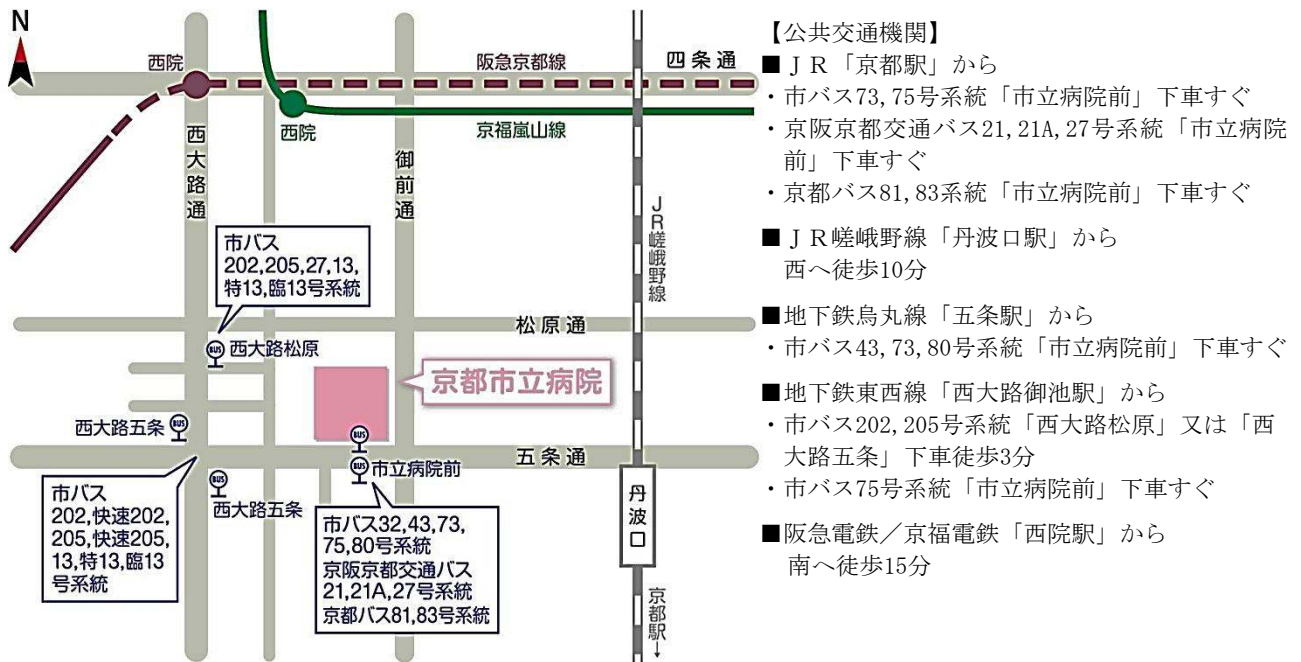 N
西院
阪急京都線
四条通
西院
京福嵐山線
西大路通
御前通
JR嵯峨野線
市バス
202,205,27,13,
特13,臨13号系統
松原通
西大路松原
京都市立病院
西大路五条
五条通
市立病院前
西大路五条
丹波口
市バス
202,快速202,
205,快速205,
13,特13,臨13
号系統
市バス32,43,73,
75,80号系統
京阪京都交通バス
21,21A,27号系統
京都バス81,83号系統
京都駅→
BUS
BUS
BUS
BUS
BUS
【公共交通機関】
■ＪＲ「京都駅」から
・市バス73,75号系統「市立病院前」下車すぐ
・京阪京都交通バス21,21A,27号系統「市立病院
前」下車すぐ
・京都バス81,83系統「市立病院前」下車すぐ
■ＪＲ嵯峨野線「丹波口駅」から
西へ徒歩10分
■地下鉄烏丸線「五条駅」から
・市バス43,73,80号系統「市立病院前」下車すぐ
■地下鉄東西線「西大路御池駅」から
・市バス202,205号系統「西大路松原」又は「西
大路五条」下車徒歩3分
・市バス75号系統「市立病院前」下車すぐ
■阪急電鉄／京福電鉄「西院駅」から
南へ徒歩15分